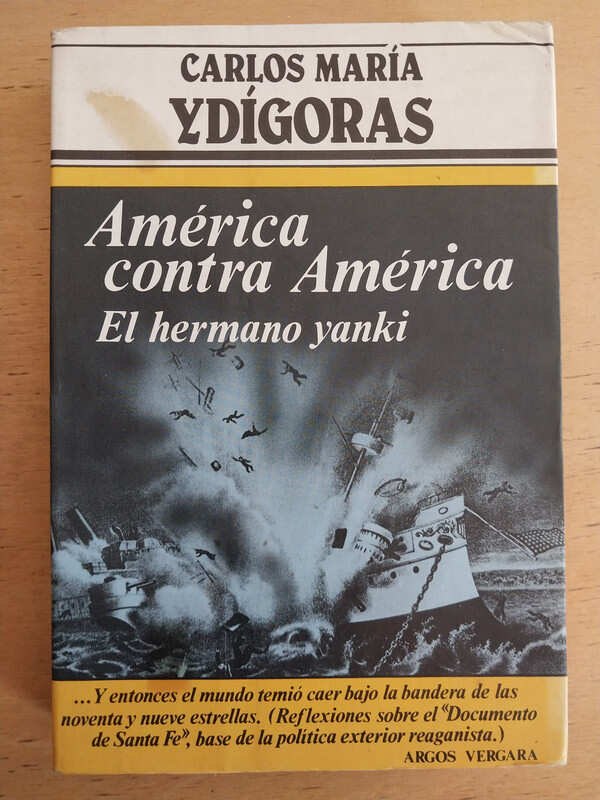 CARLOS MARÍA
YDÍGORAS
América
contra América
El hermano yanki
...Y entonces el mundo temió caer bajo la bandera de las
noventa y nueve estrellas. (Reflexiones sobre el «Documento
de Santa Fe», base de la política exterior reaganista.)
ARGOS VERGARA